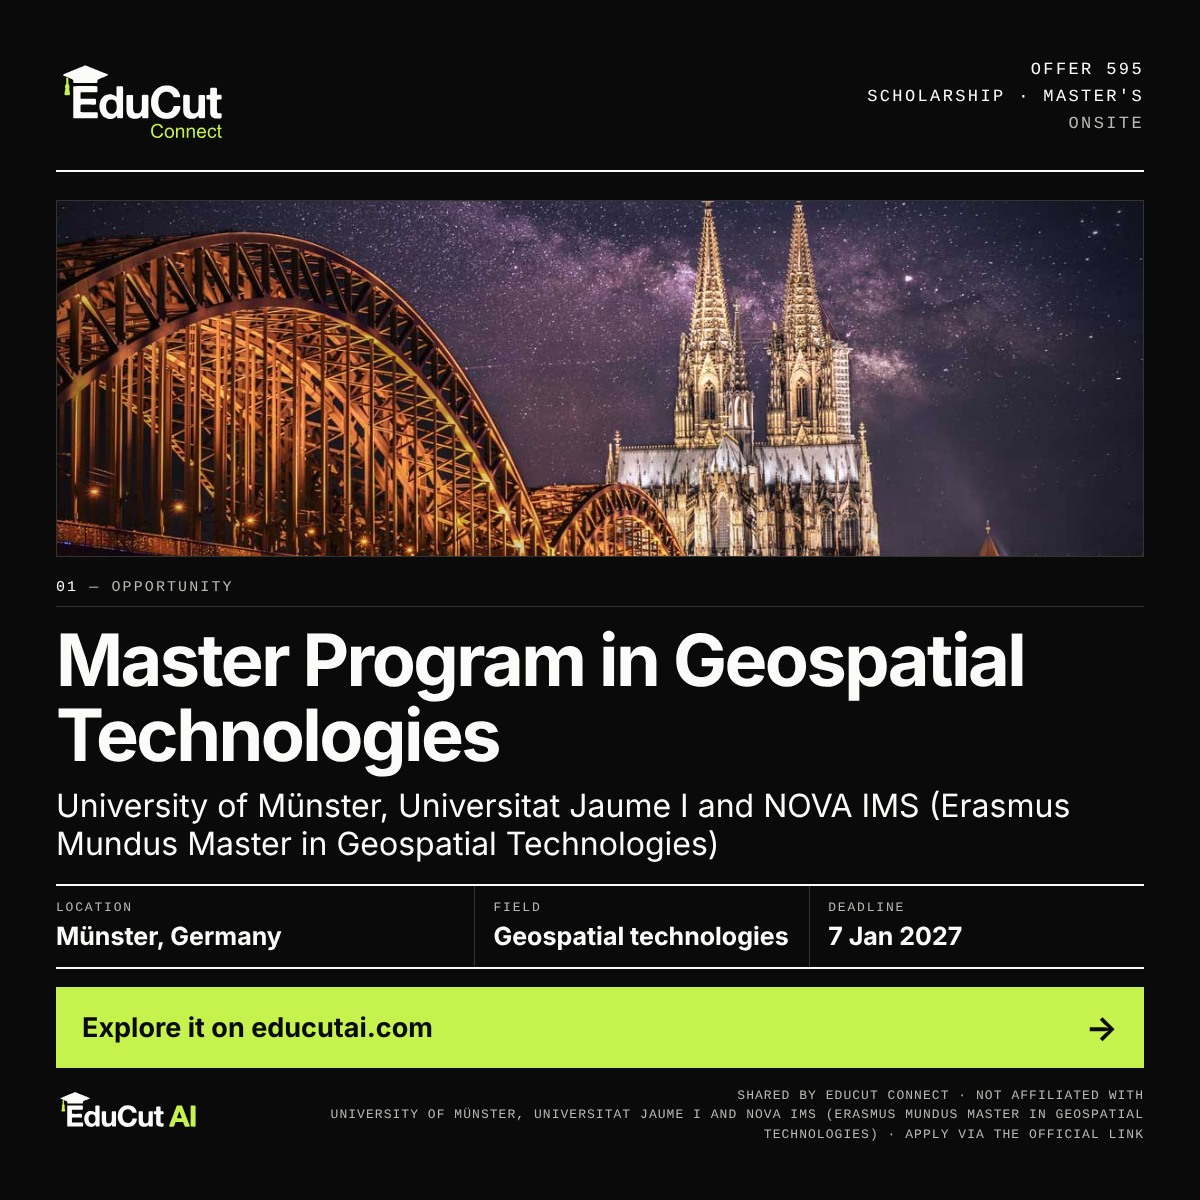 EduCut
Connect
OFFER 595
SCHOLARSHIP · MASTER'S
ONSITE
01 — OPPORTUNITY
Master Program in Geospatial
Technologies
University of Münster, Universitat Jaume I and NOVA IMS (Erasmus
Mundus Master in Geospatial Technologies)
LOCATION
Münster, Germany
FIELD
Geospatial technologies
DEADLINE
7 Jan 2027
Explore it on educutai.com →
EduCut AI
SHARED BY EDUCUT CONNECT · NOT AFFILIATED WITH
UNIVERSITY OF MÜNSTER, UNIVERSITAT JAUME I AND NOVA IMS (ERASMUS MUNDUS MASTER IN GEOSPATIAL
TECHNOLOGIES) · APPLY VIA THE OFFICIAL LINK